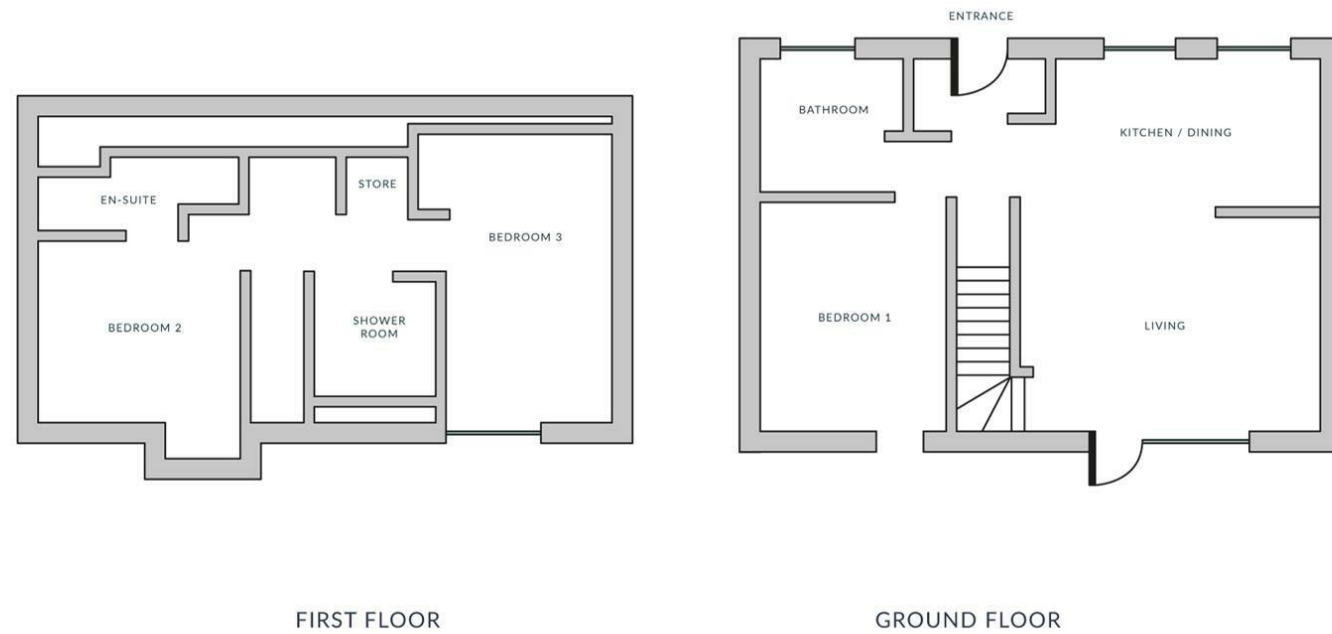 ENTRANCE
BATHROOM
KITCHEN / DINING
STORE
EN-SUITE
BEDROOM 3
BEDROOM 2
SHOWER
ROOM
BEDROOM 1
LIVING
FIRST FLOOR
GROUND FLOOR